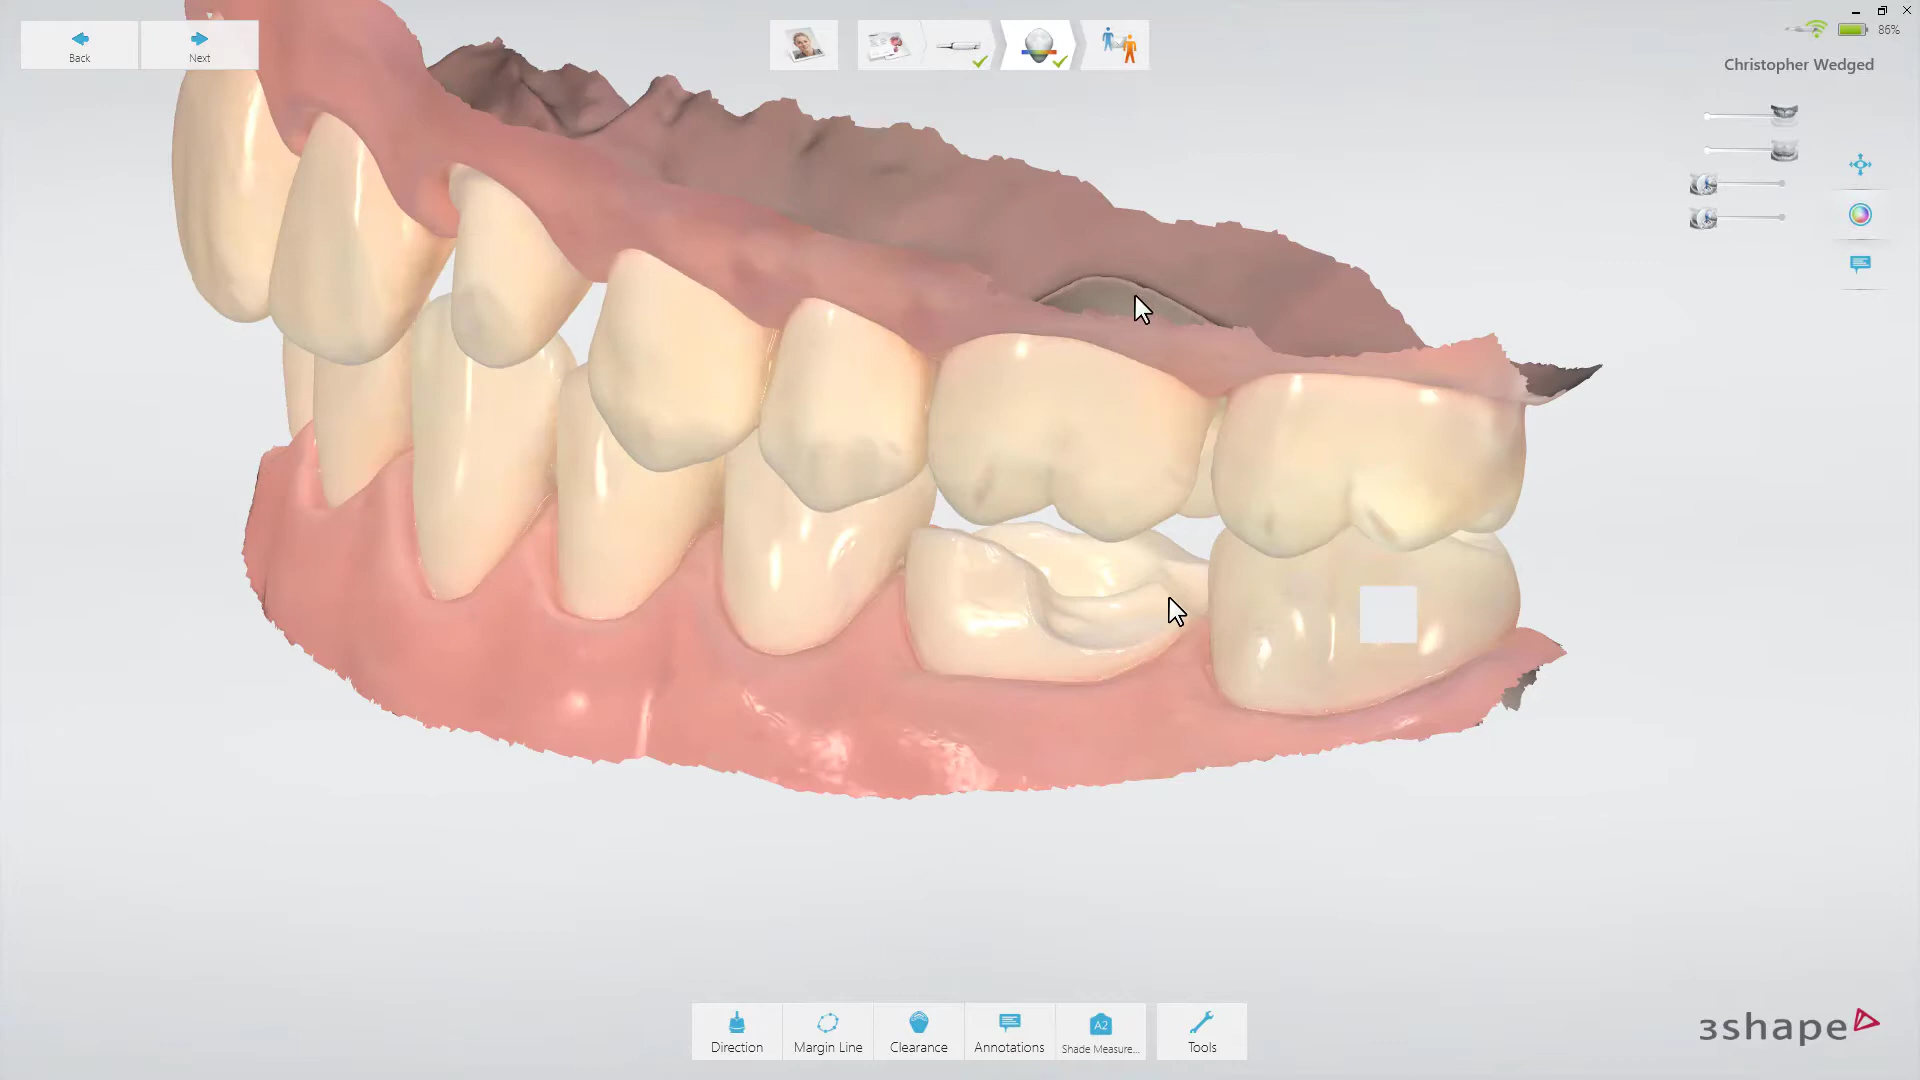 86%
Back
Next
Christopher Wedged
Direction
Margin Line
Clearance
Annotations
A2
Shade Measure...
Tools
3shape